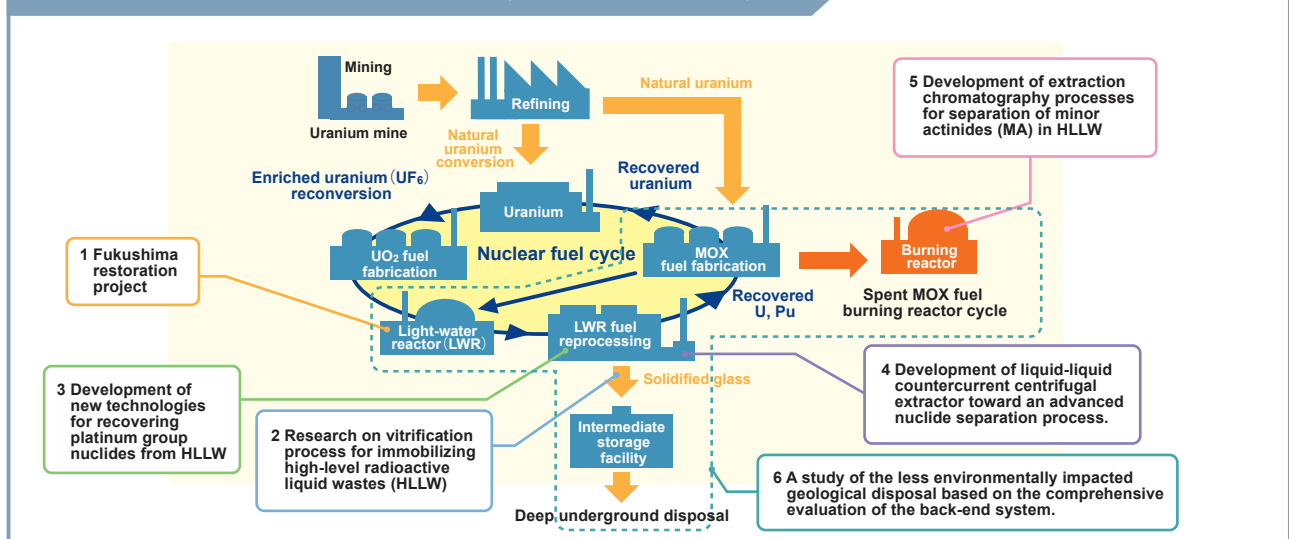 Mining
Uranium mine
Refining
Natural uranium
Natural
uranium
conversion
Enriched uranium（UF₆）
reconversion
Recovered
uranium
Uranium
UO₂ fuel
fabrication
Nuclear fuel cycle
MOX
fuel fabrication
Burning
reactor
Spent MOX fuel
burning reactor cycle
Recovered
U, Pu
Light-water
reactor（LWR）
LWR fuel
reprocessing
Solidified glass
Intermediate
storage
facility
Deep underground disposal
1 Fukushima
restoration
project
2 Research on vitrification
process for immobilizing
high-level radioactive
liquid wastes (HLLW)
3 Development of
new technologies
for recovering
platinum group
nuclides from HLLW
4 Development of liquid-liquid
countercurrent centrifugal
extractor toward an advanced
nuclide separation process.
5 Development of extraction
chromatography processes
for separation of minor
actinides (MA) in HLLW
6 A study of the less environmentally impacted
geological disposal based on the comprehensive
evaluation of the back-end system.